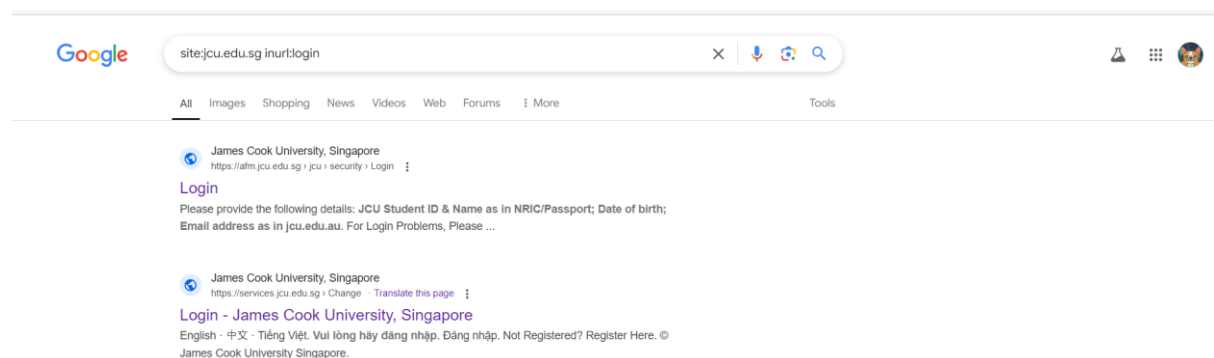 Google
site:jcu.edu.sg inurl:login
All Images Shopping News Videos Web Forums More Tools
James Cook University, Singapore
https://afm.jcu.edu.sg › jcu › security › Login
Login
Please provide the following details: JCU Student ID & Name as in NRIC/Passport; Date of birth;
Email address as in jcu.edu.au. For Login Problems, Please ...
James Cook University, Singapore
https://services.jcu.edu.sg › Change · Translate this page
Login - James Cook University, Singapore
English · 中文 · Tiếng Việt. Vui lòng hãy đăng nhập. Đăng nhập. Not Registered? Register Here. ©
James Cook University Singapore.